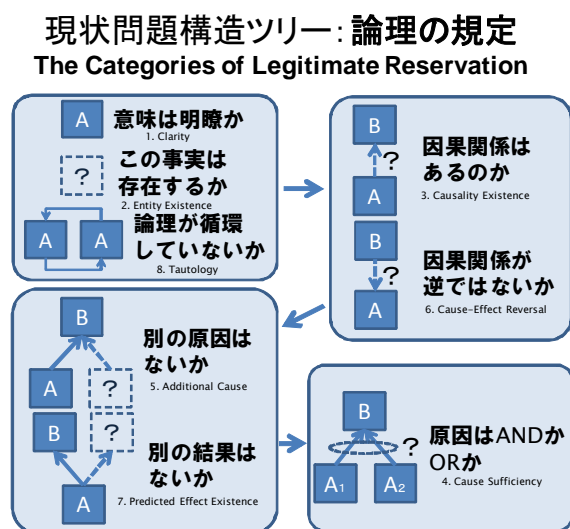 現状問題構造ツリー：論理の規定
The Categories of Legitimate Reservation
A
意味は明瞭か
1. Clarity
?
この事実は
存在するか
2. Entity Existence
A
A
論理が循環
していないか
8. Tautology
B
?
A
因果関係は
あるのか
3. Causality Existence
B
?
A
因果関係が
逆ではないか
6. Cause-Effect Reversal
B
A
?
別の原因は
ないか
5. Additional Cause
B
?
A
別の結果は
ないか
7. Predicted Effect Existence
B
?
A1
A2
原因はANDか
ORか
4. Cause Sufficiency